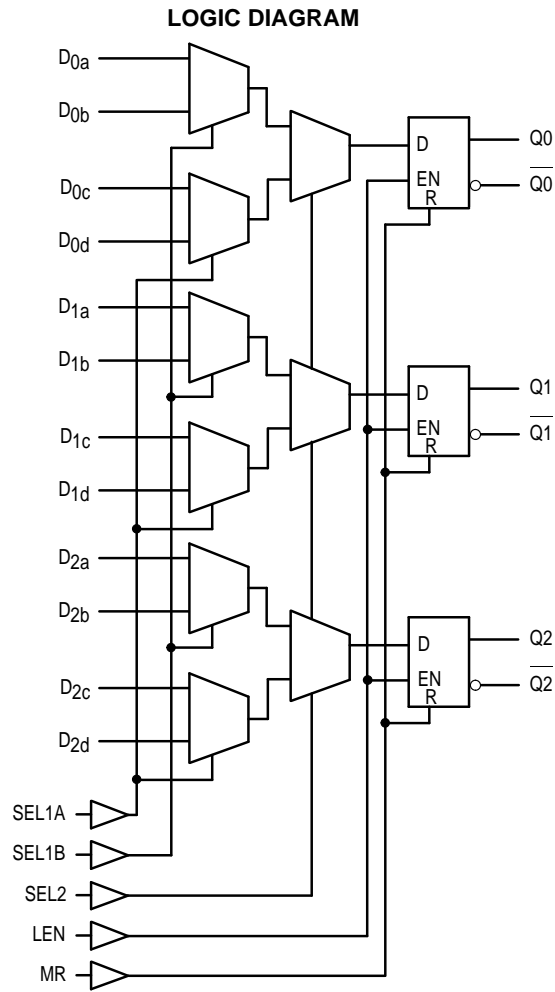 LOGIC DIAGRAM
D0a
D0b
D
EN
R
Q0
Q0
D0c
D0d
D1a
D1b
D
EN
R
Q1
Q1
D1c
D1d
D2a
D2b
D
EN
R
Q2
Q2
D2c
D2d
SEL1A
SEL1B
SEL2
LEN
MR